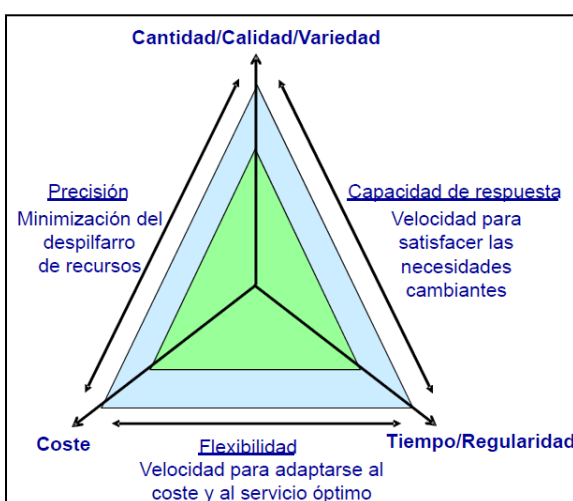 Cantidad/Calidad/Variedad
Precisión
Minimización del
despilfarro
de recursos
Capacidad de respuesta
Velocidad para
satisfacer las
necesidades
cambiantes
Coste
Flexibilidad
Velocidad para adaptarse al
coste y al servicio óptimo
Tiempo/Regularidad